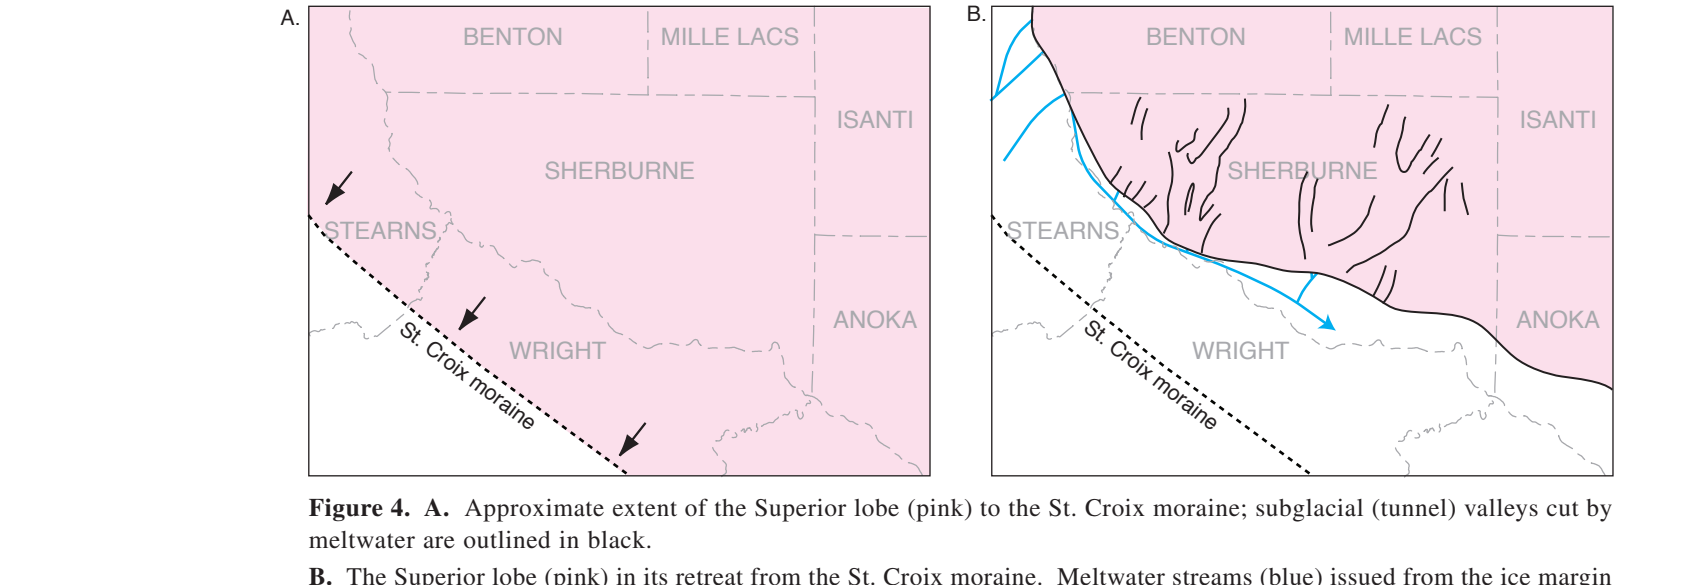 A.
BENTON
MILLE LACS
ISANTI
SHERBURNE
STEARNS
ANOKA
WRIGHT
St. Croix moraine
B.
BENTON
MILLE LACS
ISANTI
SHERBURNE
STEARNS
ANOKA
WRIGHT
St. Croix moraine
Figure 4. A. Approximate extent of the Superior lobe (pink) to the St. Croix moraine; subglacial (tunnel) valleys cut by
meltwater are outlined in black.
B. The Superior lobe (pink) in its retreat from the St. Croix moraine. Meltwater streams (blue) issued from the ice margin